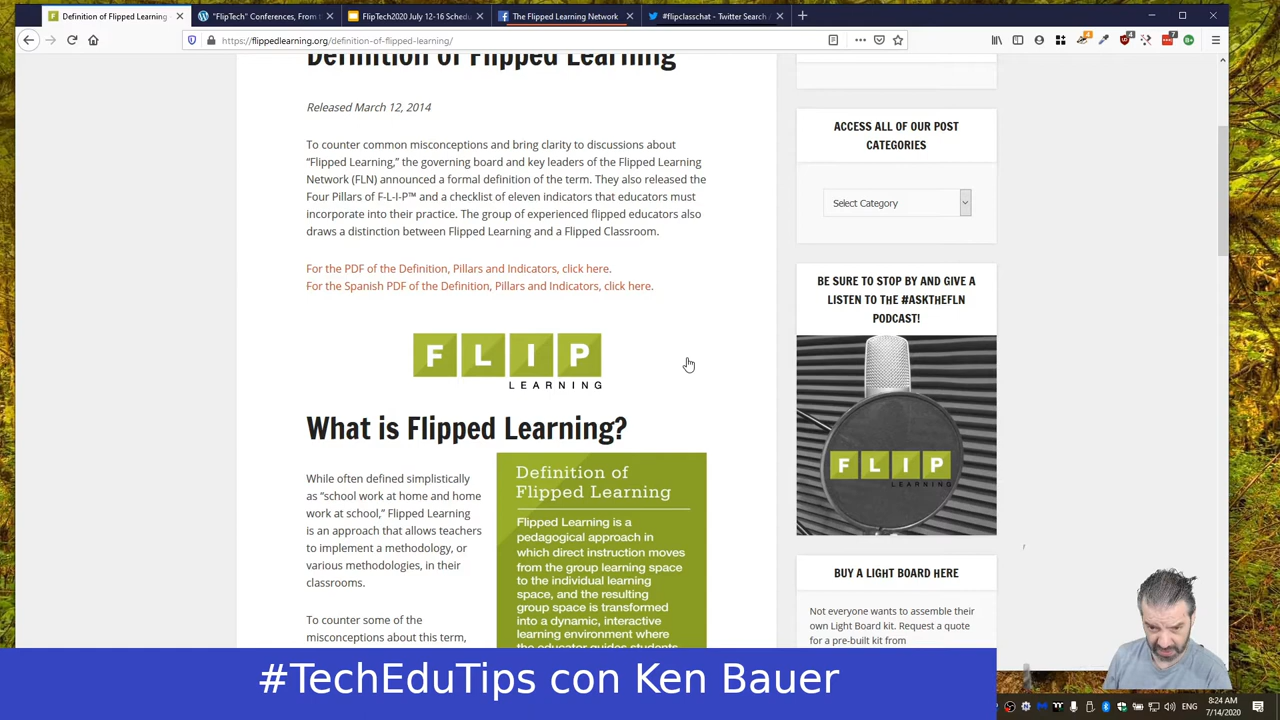 Definition of Flipped Learning
"FlipTech" Conferences, From t
FlipTech2020 July 12-16 Schedu
The Flipped Learning Network
#flipclasschat - Twitter Search
https://flippedlearning.org/definition-of-flipped-learning/
Definition of Flipped Learning
Released March 12, 2014
To counter common misconceptions and bring clarity to discussions about
“Flipped Learning,” the governing board and key leaders of the Flipped Learning
Network (FLN) announced a formal definition of the term. They also released the
Four Pillars of F-L-I-P™ and a checklist of eleven indicators that educators must
incorporate into their practice. The group of experienced flipped educators also
draws a distinction between Flipped Learning and a Flipped Classroom.
For the PDF of the Definition, Pillars and Indicators, click here.
For the Spanish PDF of the Definition, Pillars and Indicators, click here.
FLIP
LEARNING
What is Flipped Learning?
While often defined simplistically
as “school work at home and home
work at school,” Flipped Learning
is an approach that allows teachers
to implement a methodology, or
various methodologies, in their
classrooms.
To counter some of the
misconceptions about this term,
Definition of
Flipped Learning
Flipped Learning is a
pedagogical approach in
which direct instruction moves
from the group learning space
to the individual learning
space, and the resulting
group space is transformed
into a dynamic, interactive
learning environment where
the educator guides students
ACCESS ALL OF OUR POST
CATEGORIES
Select Category
BE SURE TO STOP BY AND GIVE A
LISTEN TO THE #ASKTHEFLN
PODCAST!
FLIP
LEARNING
BUY A LIGHT BOARD HERE
Not everyone wants to assemble their
own Light Board kit. Request a quote
for a pre-built kit from
#TechEduTips con Ken Bauer
8:24 AM
7/14/2020